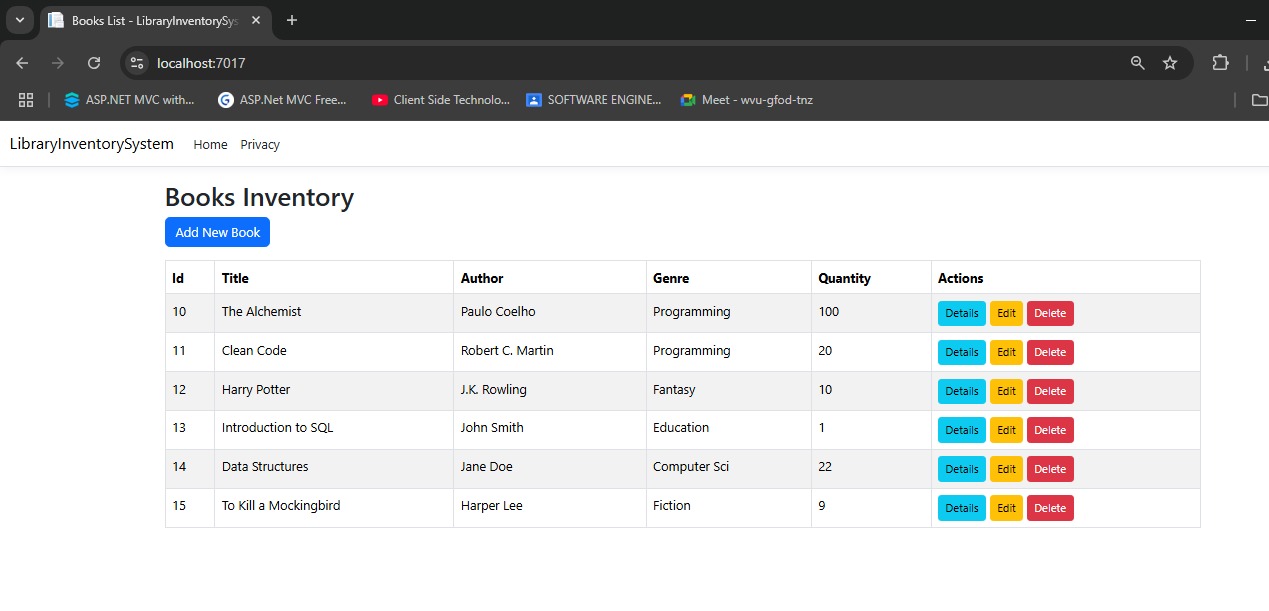 Books List - LibraryInventorySys
localhost:7017
ASP.NET MVC with... ASP.Net MVC Free... Client Side Technolo... SOFTWARE ENGINE... Meet - wvu-gfod-tnz
LibraryInventorySystem Home Privacy
Books Inventory
Add New Book
Id Title Author Genre Quantity Actions
10 The Alchemist Paulo Coelho Programming 100 Details Edit Delete
11 Clean Code Robert C. Martin Programming 20 Details Edit Delete
12 Harry Potter J.K. Rowling Fantasy 10 Details Edit Delete
13 Introduction to SQL John Smith Education 1 Details Edit Delete
14 Data Structures Jane Doe Computer Sci 22 Details Edit Delete
15 To Kill a Mockingbird Harper Lee Fiction 9 Details Edit Delete